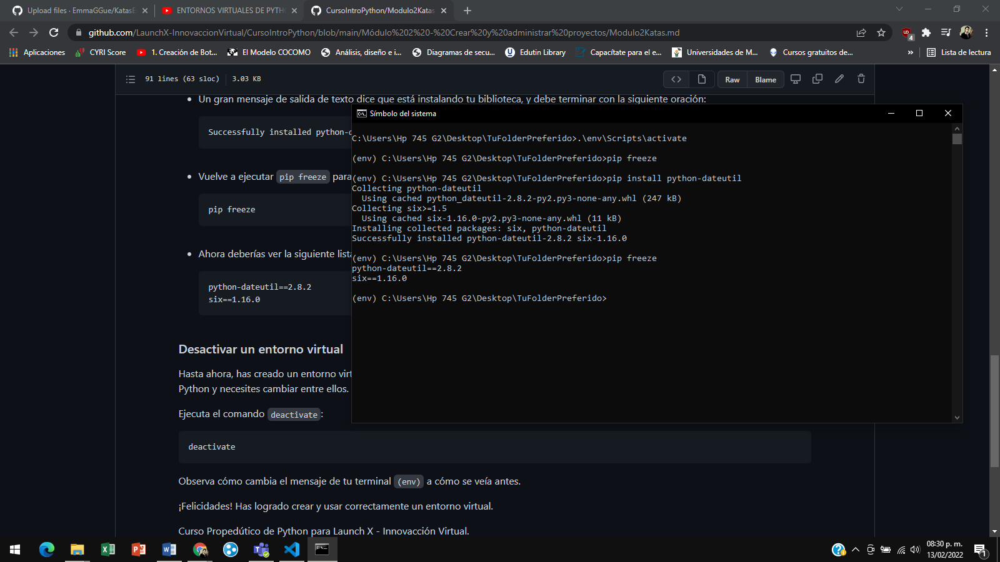 Upload files · EmmaGGue/KatasE
ENTORNOS VIRTUALES DE PYTHO
CursoIntroPython/Modulo2Katas
github.com/LaunchX-InnovaccionVirtual/CursoIntroPython/blob/main/Módulo%202%20-%20Crear%20y%20administrar%20proyectos/Modulo2Katas.md
4
Aplicaciones
CYRI Score
1. Creación de Bot...
El Modelo COCOMO
Análisis, diseño e i...
Diagramas de secu...
Edutin Library
Capacítate para el e...
Universidades de M...
Cursos gratuitos de...
»
Lista de lectura
91 lines (63 sloc)
3.03 KB
Raw
Blame
Un gran mensaje de salida de texto dice que está instalando tu biblioteca, y debe terminar con la siguiente oración:
Successfully installed python-d
Vuelve a ejecutar pip freeze para
pip freeze
Ahora deberías ver la siguiente lista
python-dateutil==2.8.2
six==1.16.0
Desactivar un entorno virtual
Hasta ahora, has creado un entorno virt
Python y necesites cambiar entre ellos.
Ejecuta el comando deactivate:
deactivate
Observa cómo cambia el mensaje de tu terminal (env) a cómo se veía antes.
¡Felicidades! Has logrado crear y usar correctamente un entorno virtual.
Curso Propedútico de Python para Launch X - Innovacción Virtual.
C:\.
Símbolo del sistema
C:\Users\Hp 745 G2\Desktop\TuFolderPreferido>.\env\Scripts\activate
(env) C:\Users\Hp 745 G2\Desktop\TuFolderPreferido>pip freeze
(env) C:\Users\Hp 745 G2\Desktop\TuFolderPreferido>pip install python-dateutil
Collecting python-dateutil
Using cached python_dateutil-2.8.2-py2.py3-none-any.whl (247 kB)
Collecting six>=1.5
Using cached six-1.16.0-py2.py3-none-any.whl (11 kB)
Installing collected packages: six, python-dateutil
Successfully installed python-dateutil-2.8.2 six-1.16.0
(env) C:\Users\Hp 745 G2\Desktop\TuFolderPreferido>pip freeze
python-dateutil==2.8.2
six==1.16.0
(env) C:\Users\Hp 745 G2\Desktop\TuFolderPreferido>
08:30 p. m.
13/02/2022
1